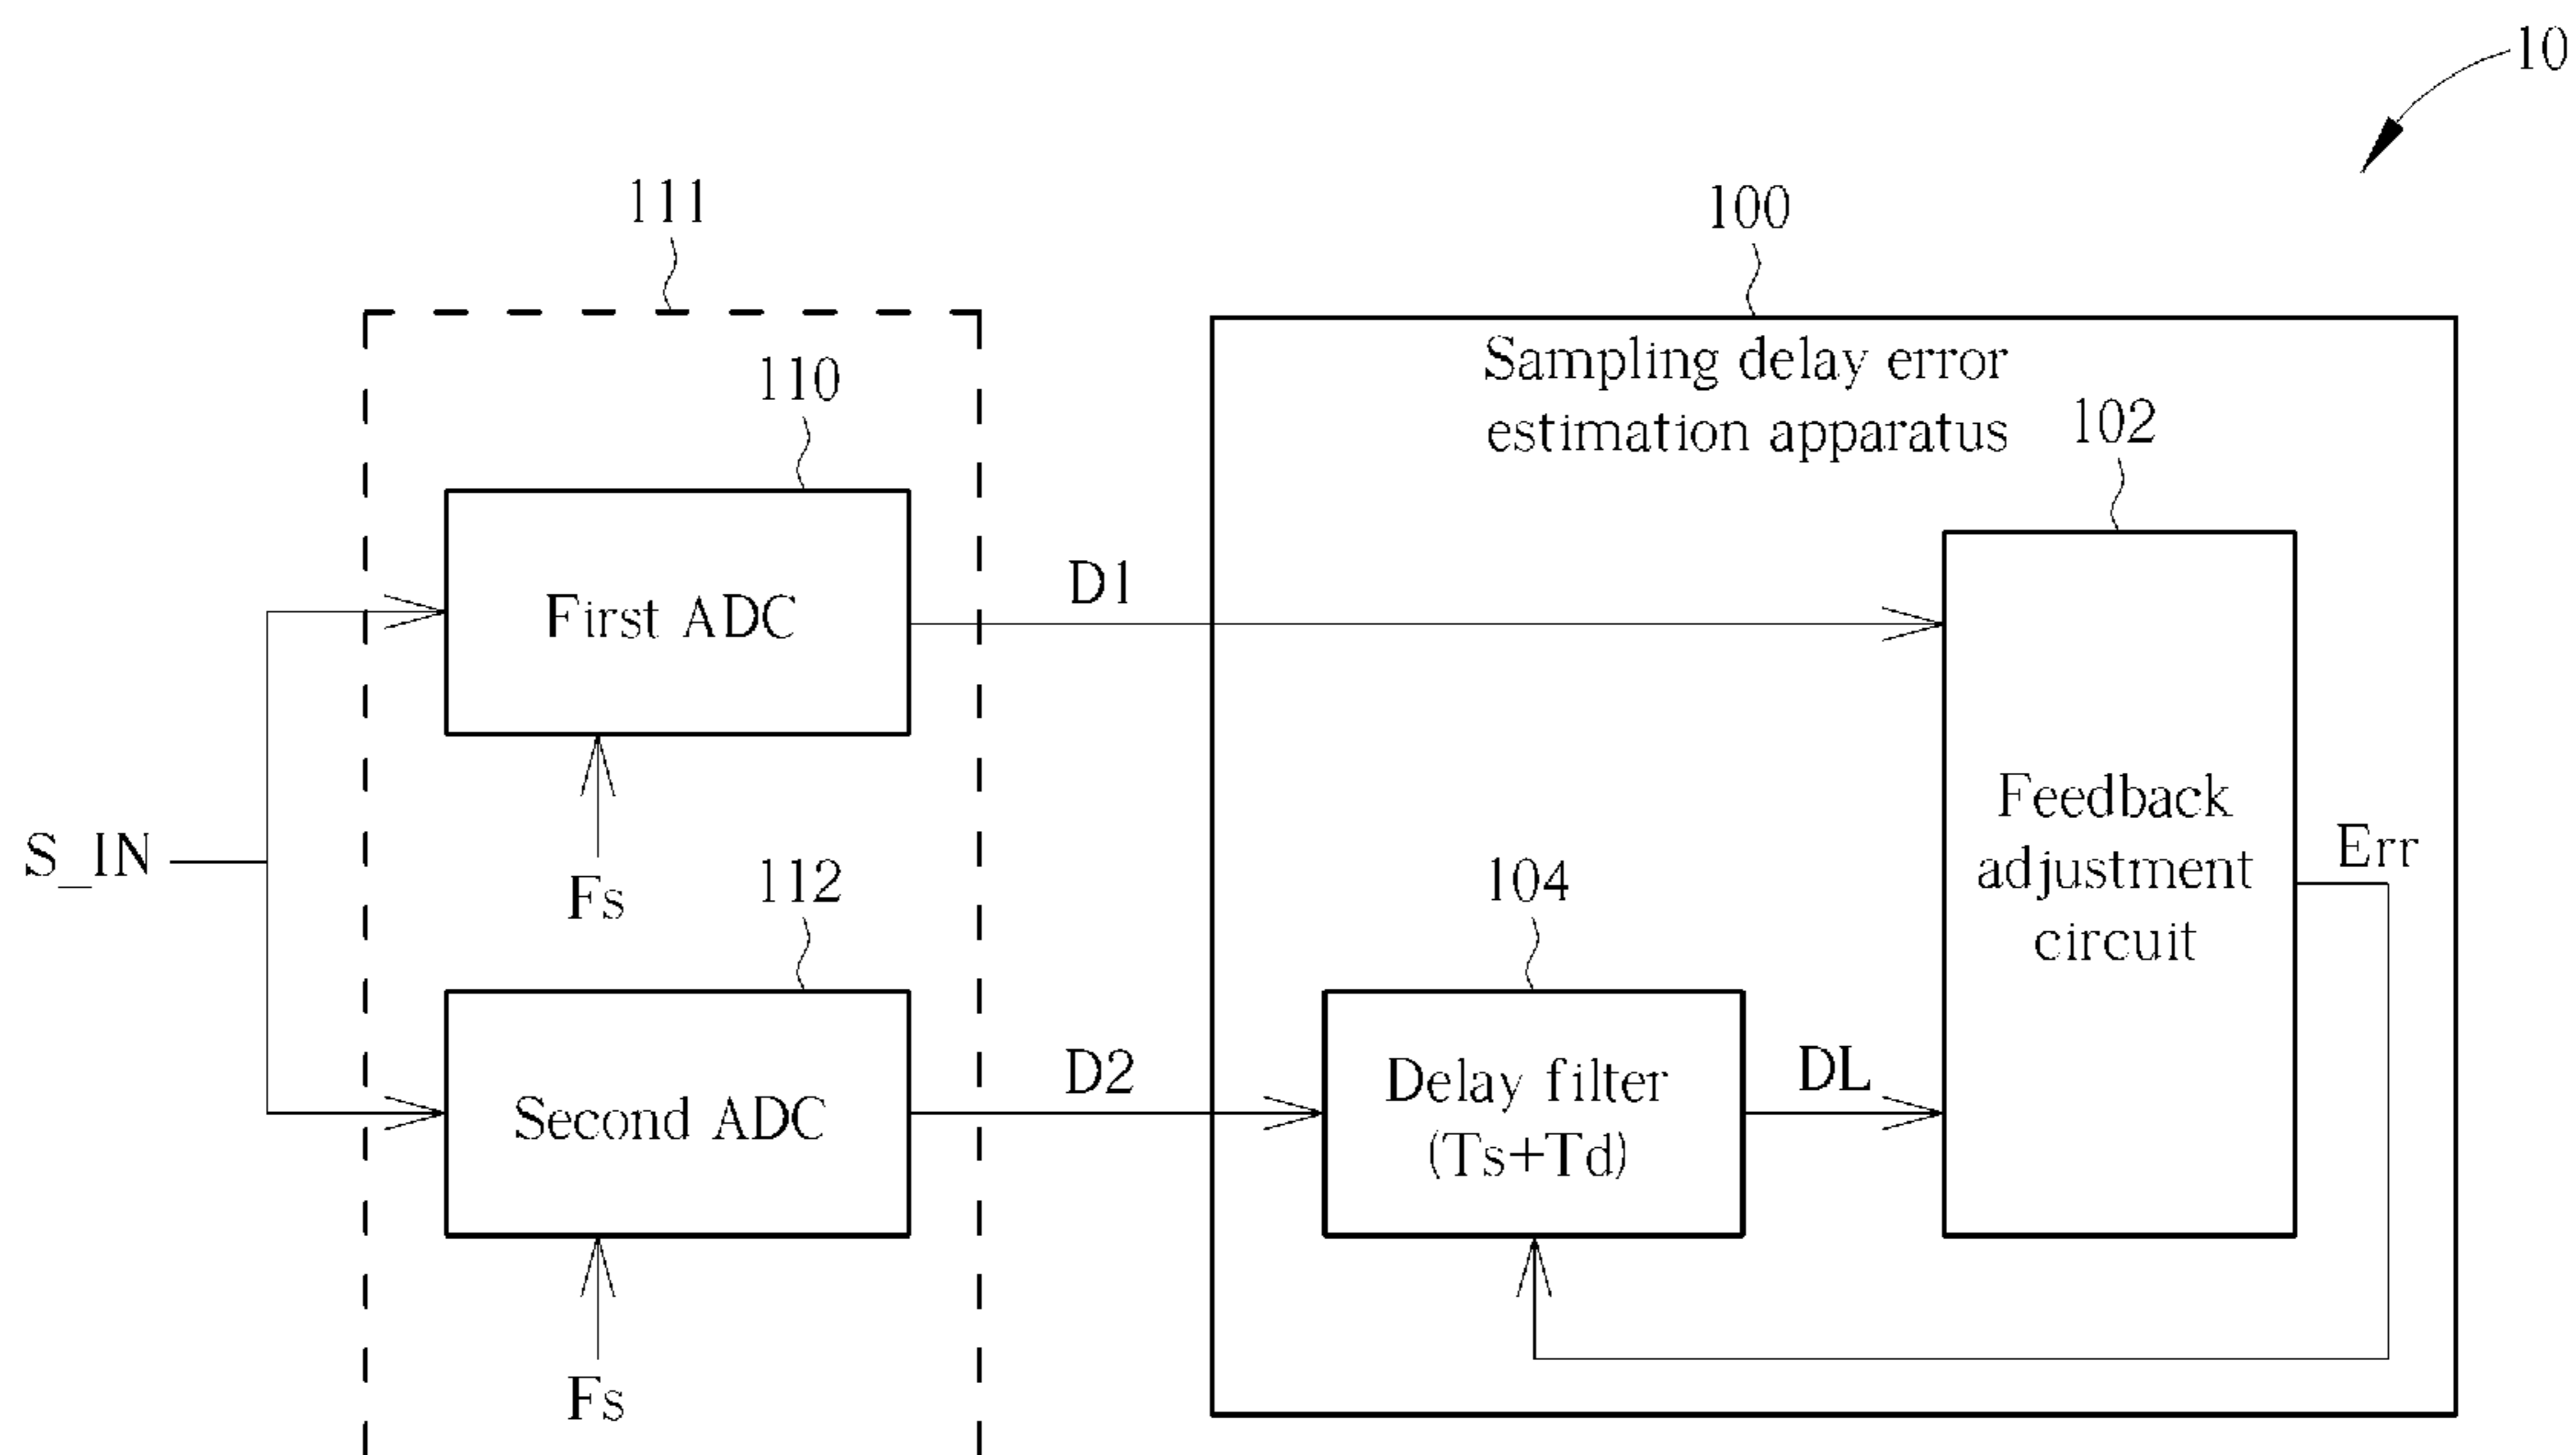 10
111
100
Sampling delay error
estimation apparatus
110
102
First ADC
D1
Fs
S_IN
Feedback
adjustment
circuit
Err
112
104
Second ADC
D2
Delay filter
(Ts+Td)
DL
Fs